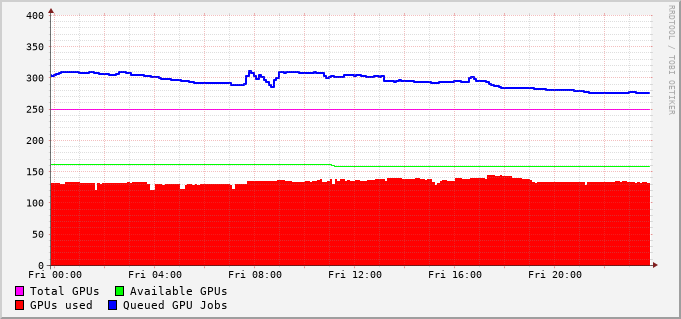 400
350
300
250
200
150
100
50
0
Fri 00:00 Fri 04:00 Fri 08:00 Fri 12:00 Fri 16:00 Fri 20:00
Total GPUs Available GPUs
GPUs used Queued GPU Jobs
RRDTOOL / TOBI OETIKER